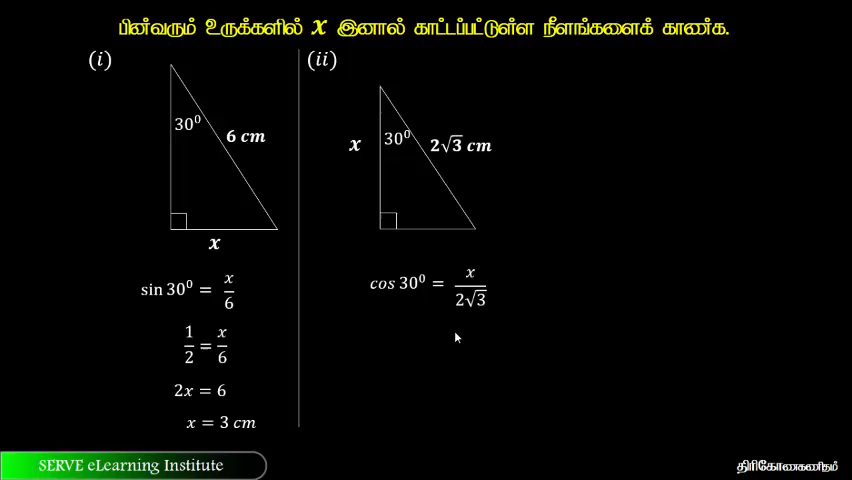 பின்வரும் உருக்களில் x இனால் காட்டப்பட்டுள்ள நீளங்களைக் காண்க.
(i)
30⁰
6 cm
x
sin 30⁰ = x/6
1/2 = x/6
2x = 6
x = 3 cm
(ii)
x
30⁰
2√3 cm
cos 30⁰ = x/2√3
SERVE eLearning Institute
திரிகோணகணிதம்